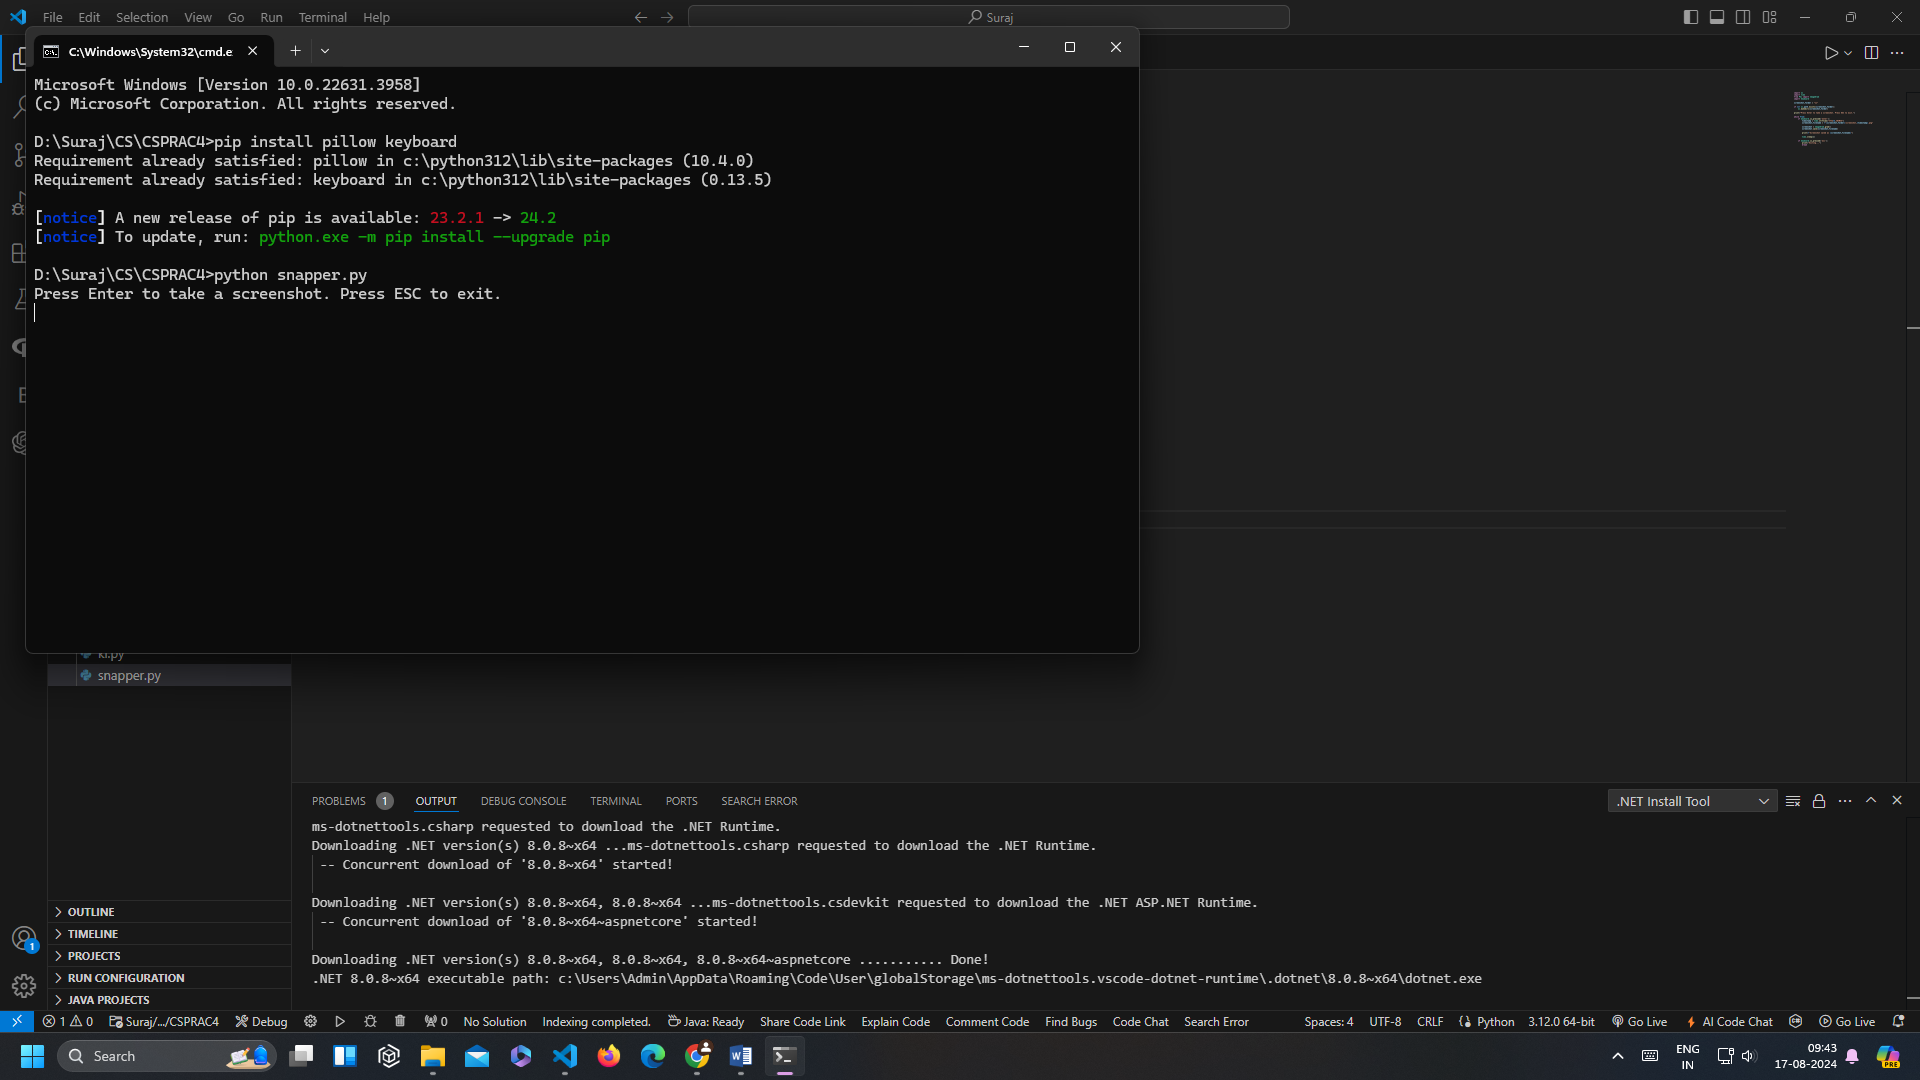 File Edit Selection View Go Run Terminal Help
Suraj
C:\Windows\System32\cmd.e
Microsoft Windows [Version 10.0.22631.3958]
(c) Microsoft Corporation. All rights reserved.
D:\Suraj\CS\CSPRAC4>pip install pillow keyboard
Requirement already satisfied: pillow in c:\python312\lib\site-packages (10.4.0)
Requirement already satisfied: keyboard in c:\python312\lib\site-packages (0.13.5)
[notice] A new release of pip is available: 23.2.1 -> 24.2
[notice] To update, run: python.exe -m pip install --upgrade pip
D:\Suraj\CS\CSPRAC4>python snapper.py
Press Enter to take a screenshot. Press ESC to exit.
snapper.py
PROBLEMS 1 OUTPUT DEBUG CONSOLE TERMINAL PORTS SEARCH ERROR
.NET Install Tool
ms-dotnettools.csharp requested to download the .NET Runtime.
Downloading .NET version(s) 8.0.8~x64 ...ms-dotnettools.csharp requested to download the .NET Runtime.
-- Concurrent download of '8.0.8~x64' started!
Downloading .NET version(s) 8.0.8~x64, 8.0.8~x64 ...ms-dotnettools.csdevkit requested to download the .NET ASP.NET Runtime.
-- Concurrent download of '8.0.8~x64~aspnetcore' started!
Downloading .NET version(s) 8.0.8~x64, 8.0.8~x64, 8.0.8~x64~aspnetcore ........... Done!
.NET 8.0.8~x64 executable path: c:\Users\Admin\AppData\Roaming\Code\User\globalStorage\ms-dotnettools.vscode-dotnet-runtime\.dotnet\8.0.8~x64\dotnet.exe
OUTLINE
TIMELINE
PROJECTS
RUN CONFIGURATION
JAVA PROJECTS
1
1 0 Suraj/.../CSPRAC4 Debug 0 No Solution Indexing completed. Java: Ready Share Code Link Explain Code Comment Code Find Bugs Code Chat Search Error Spaces: 4 UTF-8 CRLF Python 3.12.0 64-bit Go Live AI Code Chat Go Live
Search
ENG
IN
09:43
17-08-2024
PRE